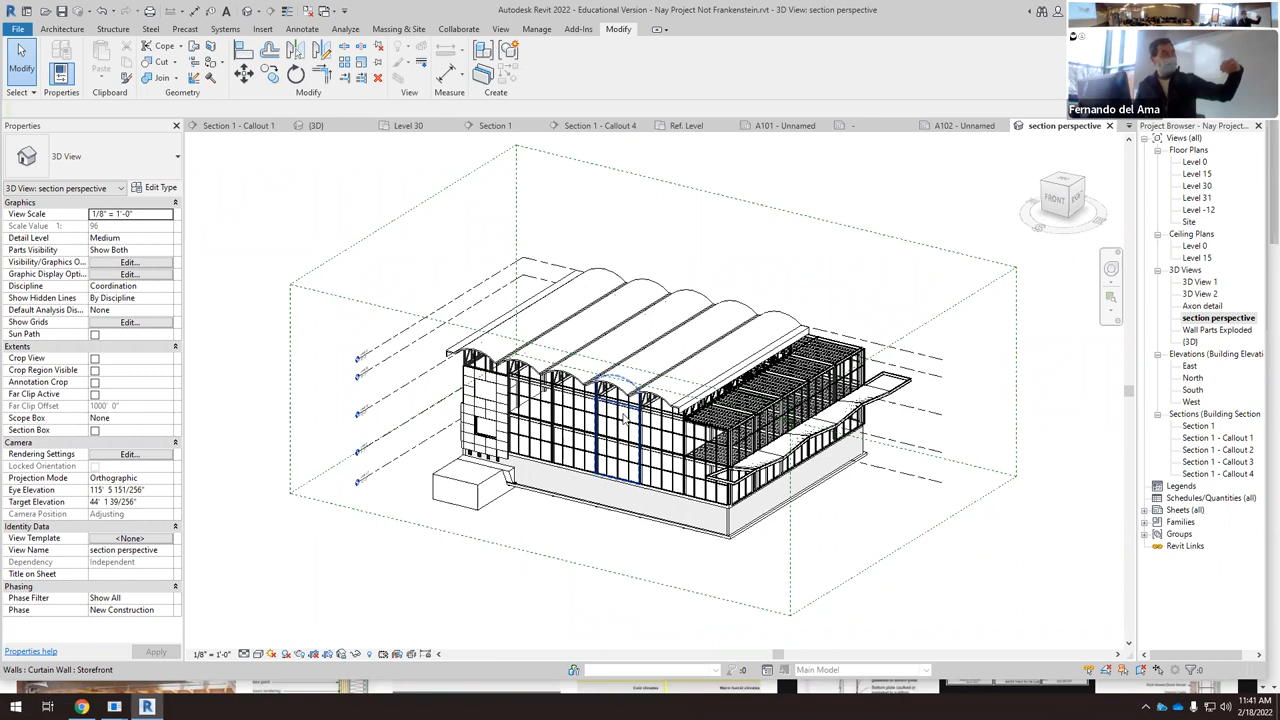 Autodesk Revit 2022 - Educational Version - Nay Project Not Frankenstein.rvt - 3D View: section perspective
File Architecture Structure Steel Precast Systems Insert Annotate Analyze Massing & Site Collaborate View Manage Add-Ins Modify
Modify
Paste
Cope
Cut
Join
Select Properties Clipboard Geometry Modify View Measure Create
Fernando del Ama
Properties
Section 1 - Callout 1 {3D} Level 30 Section 1 Section 1 - Callout 4 Ref. Level A101 - Unnamed - A102 - Unnamed section perspective
3D View
3D View: section perspective Edit Type
Graphics
View Scale 1/8" = 1'-0"
Scale Value 1: 96
Detail Level Medium
Parts Visibility Show Both
Visibility/Graphics O... Edit...
Graphic Display Opti... Edit...
Discipline Coordination
Show Hidden Lines By Discipline
Default Analysis Dis... None
Show Grids Edit...
Sun Path
Extents
Crop View
Crop Region Visible
Annotation Crop
Far Clip Active
Far Clip Offset 1000' 0"
Scope Box None
Section Box
Camera
Rendering Settings Edit...
Locked Orientation
Projection Mode Orthographic
Eye Elevation 115' 5 151/256"
Target Elevation 44' 1 39/256"
Camera Position Adjusting
Identity Data
View Template <None>
View Name section perspective
Dependency Independent
Title on Sheet
Phasing
Phase Filter Show All
Phase New Construction
Properties help Apply
FRONT
Project Browser - Nay Project...
Views (all)
Floor Plans
Level 0
Level 15
Level 30
Level 31
Level -12
Site
Ceiling Plans
Level 0
Level 15
3D Views
3D View 1
3D View 2
Axon detail
section perspective
Wall Parts Exploded
{3D}
Elevations (Building Elevati
East
North
South
West
Sections (Building Section
Section 1
Section 1 - Callout 1
Section 1 - Callout 2
Section 1 - Callout 3
Section 1 - Callout 4
Legends
Schedules/Quantities (all)
Sheets (all)
Families
Groups
Revit Links
1/8" = 1'-0"
Walls : Curtain Wall : Storefront
:0
Main Model
:0
11:41 AM
2/18/2022